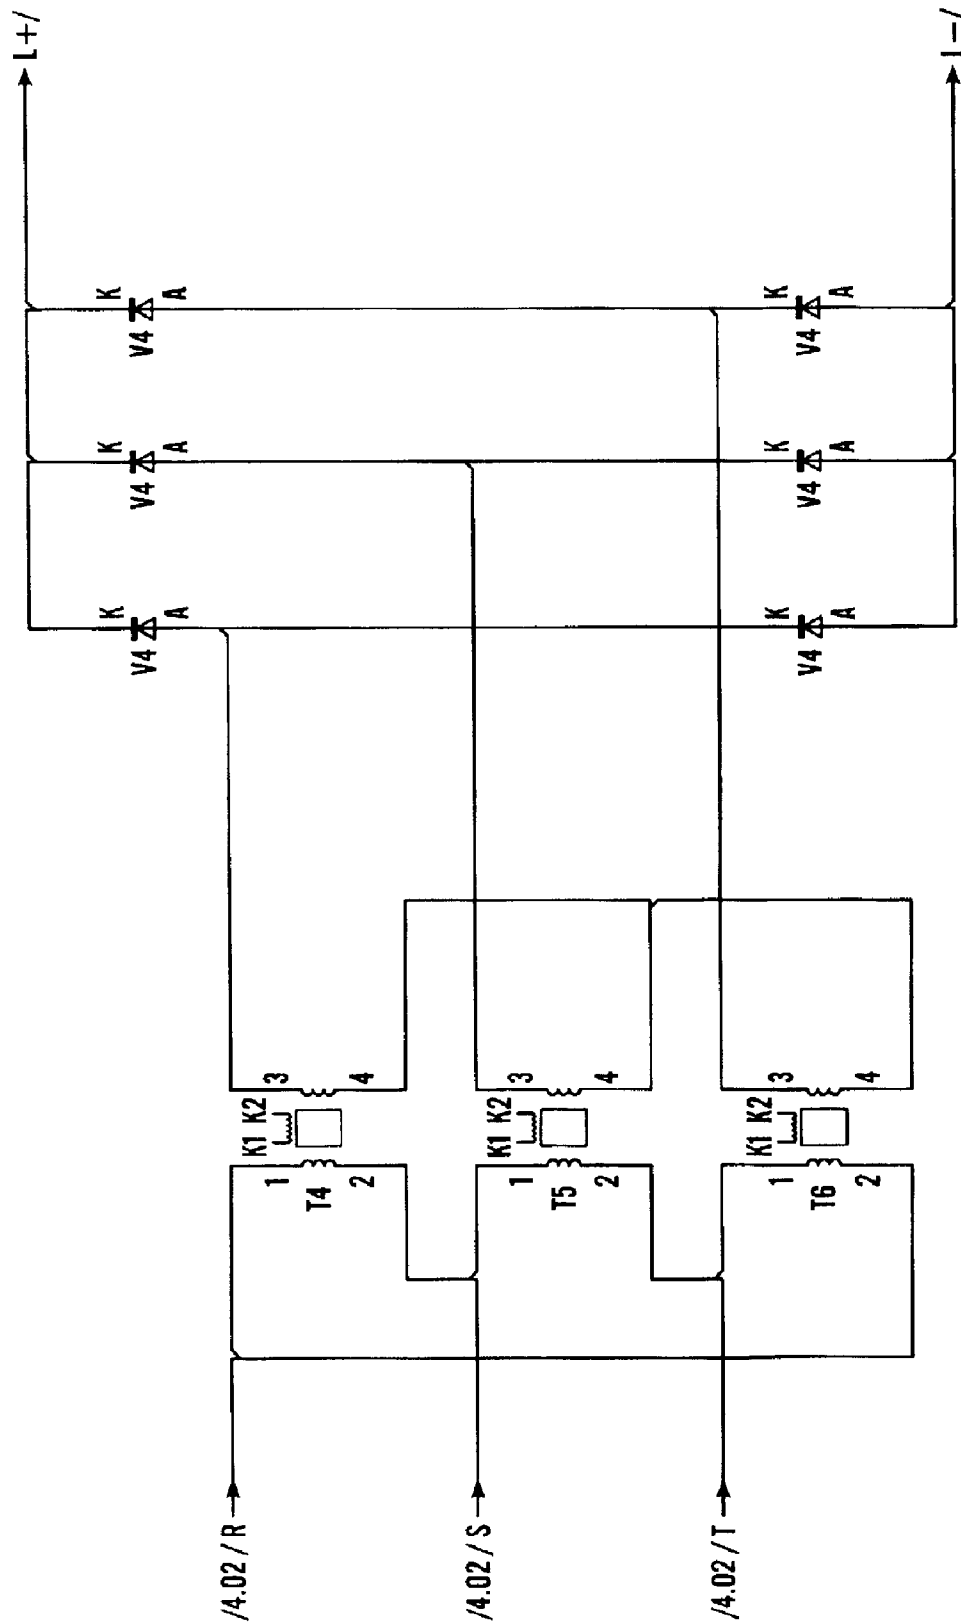 L+/
K K K
V4 V4 V4
A A A
/4.02 / R
K1 K2
1 3
T4
2 4
/4.02 / S
K1 K2
1 3
T5
2 4
/4.02 / T
K1 K2
K K K
1 3
V4 V4 V4
T6
A A A
2 4
L-/